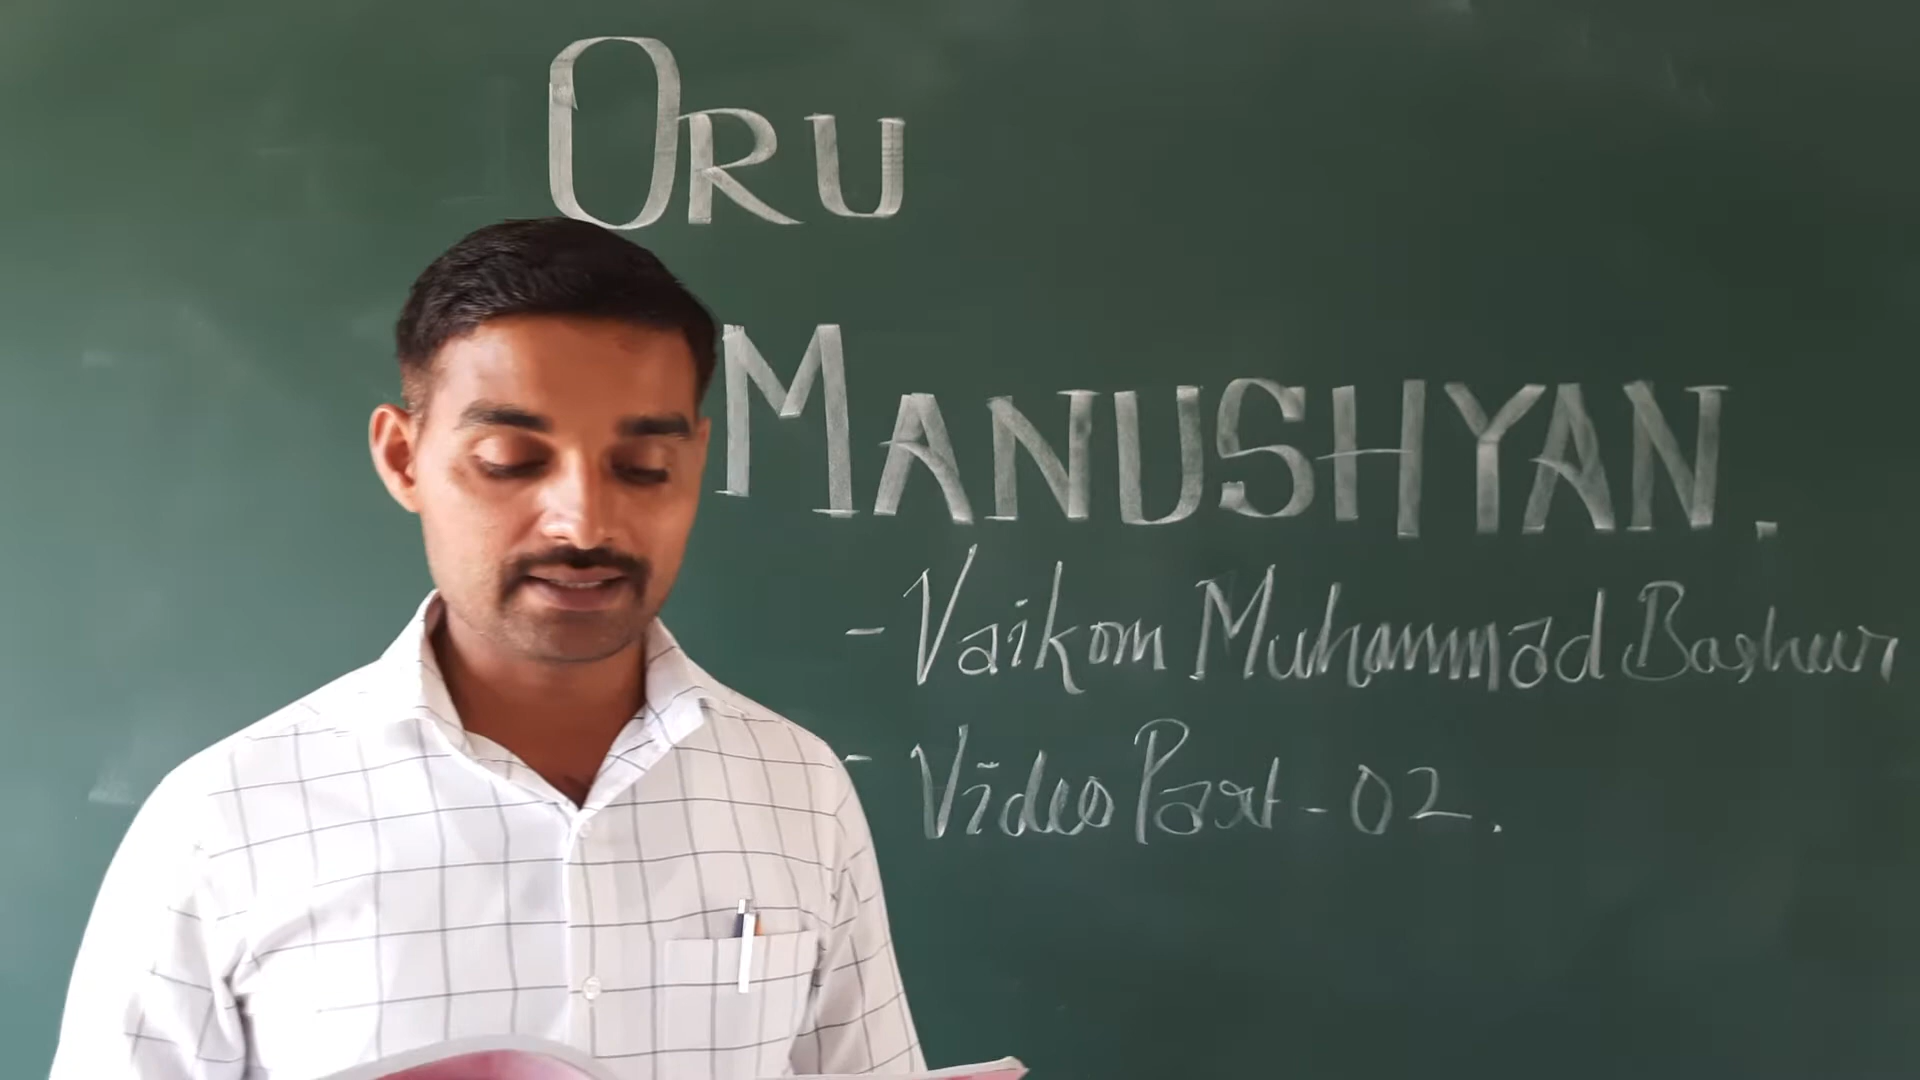 ORU
MANUSHYAN.
- Vaikom Muhammad Basheer
- Video Part - 02.